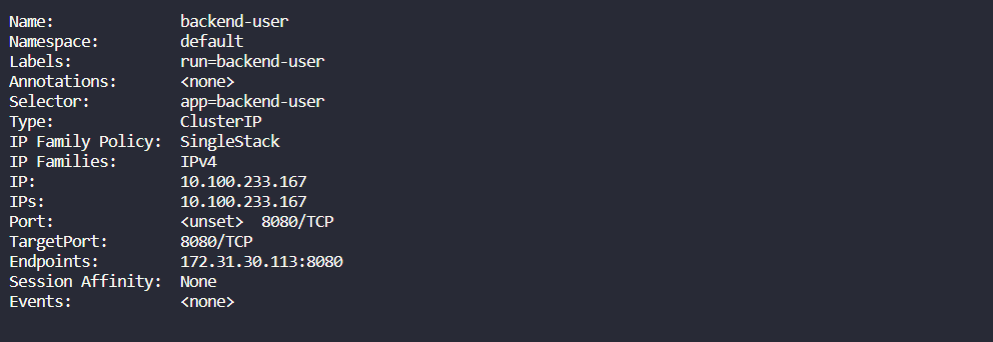 Name: backend-user
Namespace: default
Labels: run=backend-user
Annotations: <none>
Selector: app=backend-user
Type: ClusterIP
IP Family Policy: SingleStack
IP Families: IPv4
IP: 10.100.233.167
IPs: 10.100.233.167
Port: <unset> 8080/TCP
TargetPort: 8080/TCP
Endpoints: 172.31.30.113:8080
Session Affinity: None
Events: <none>